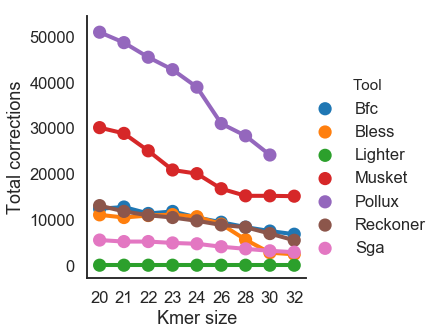 50000
40000
30000
20000
10000
0
Total corrections
20 21 22 23 24 26 28 30 32
Kmer size
Tool
Bfc
Bless
Lighter
Musket
Pollux
Reckoner
Sga